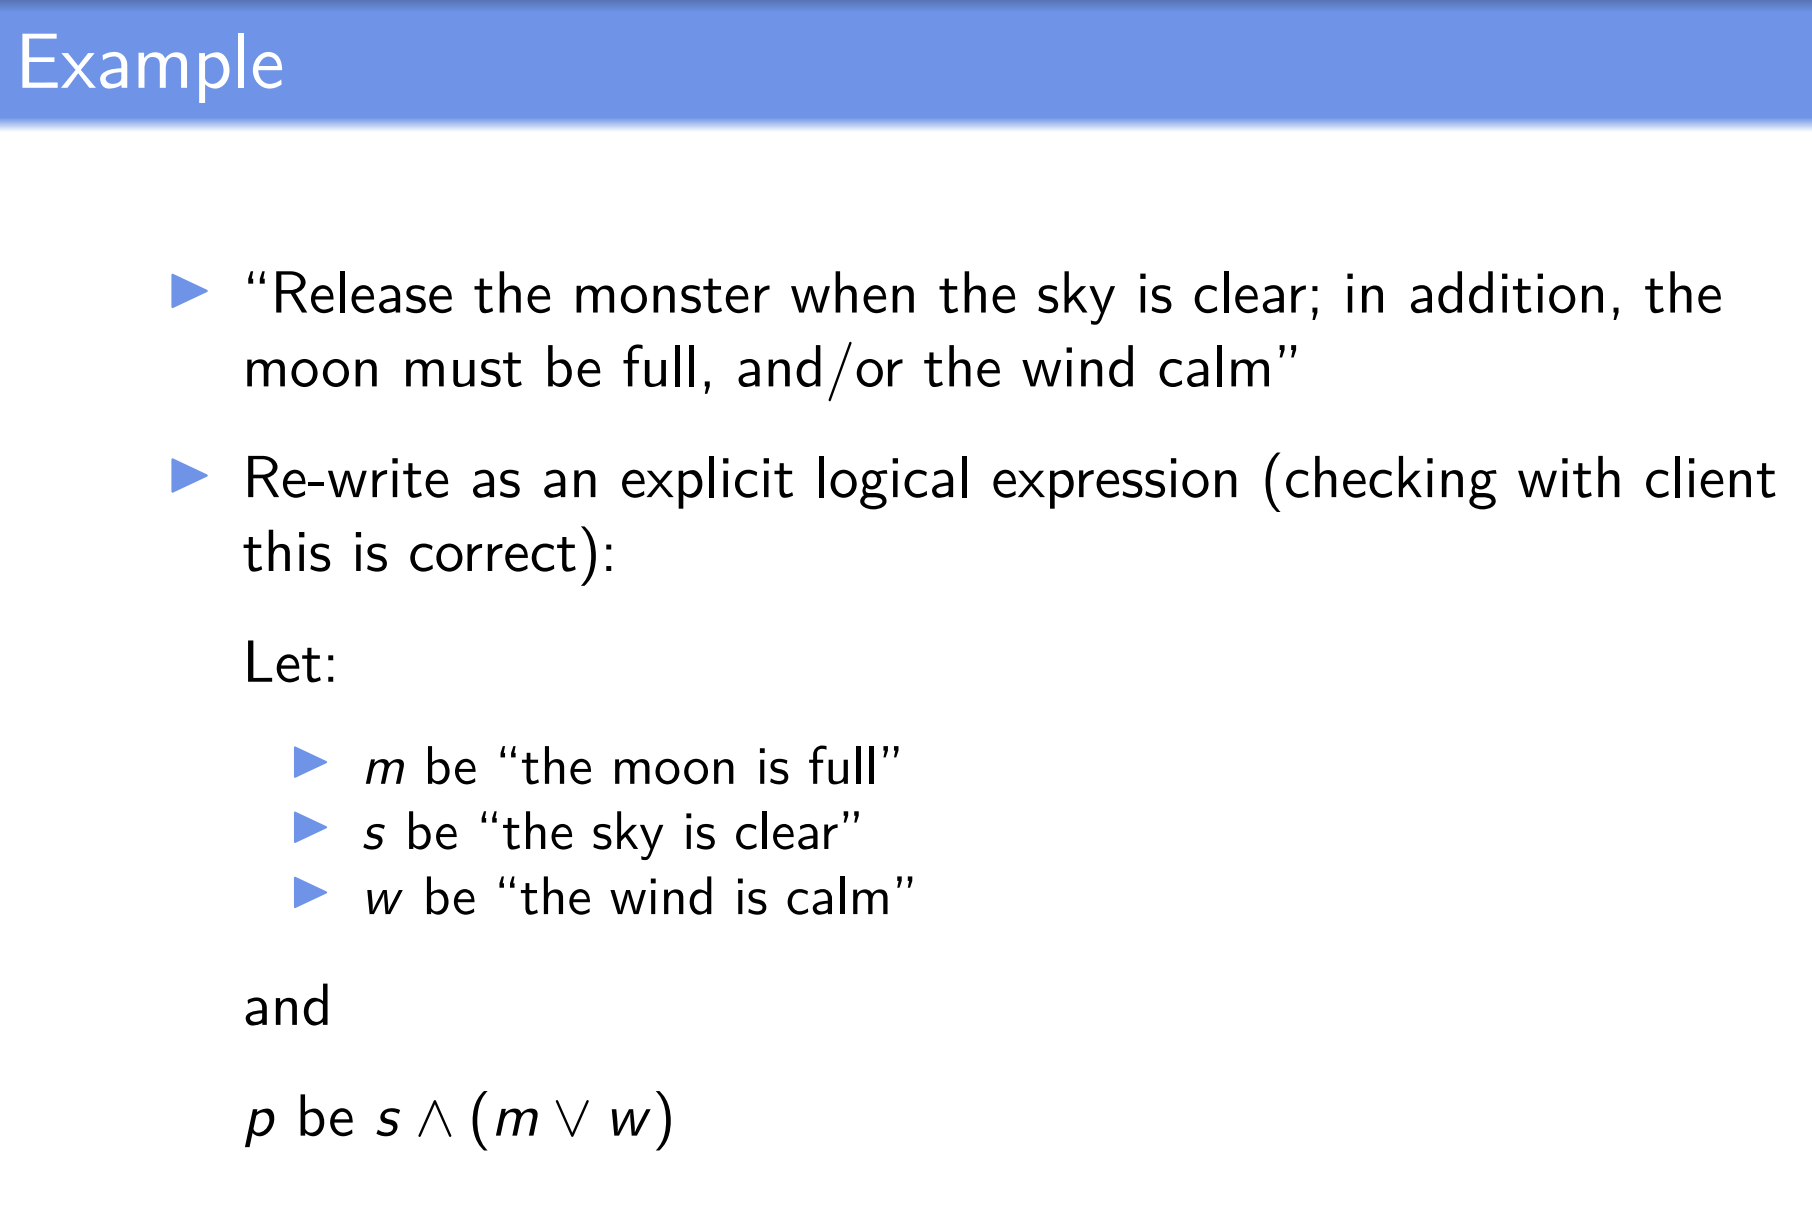 Example
“Release the monster when the sky is clear; in addition, the
moon must be full, and/or the wind calm”
Re-write as an explicit logical expression (checking with client
this is correct):
Let:
m be “the moon is full”
s be “the sky is clear”
w be “the wind is calm”
and
p be s ∧ (m ∨ w)